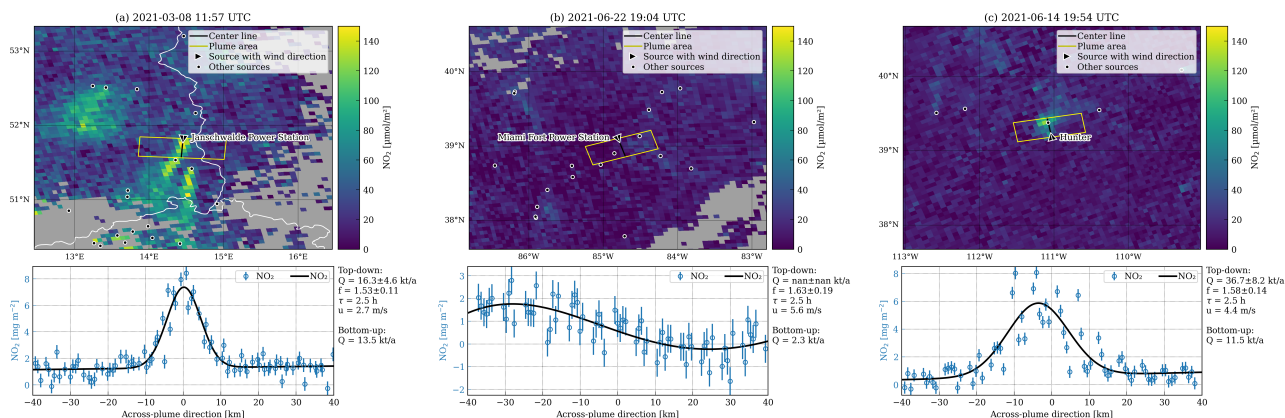 (a) 2021-03-08 11:57 UTC
Center line
Plume area
Source with wind direction
Other sources
Janschwalde Power Station
53°N
52°N
51°N
13°E
14°E
15°E
16°E
140
120
100
80
60
40
20
0
NO₂ [µmol/m²]
(b) 2021-06-22 19:04 UTC
Center line
Plume area
Source with wind direction
Other sources
Miami Fort Power Station
40°N
39°N
38°N
86°W
85°W
84°W
83°W
140
120
100
80
60
40
20
0
NO₂ [µmol/m²]
(c) 2021-06-14 19:54 UTC
Center line
Plume area
Source with wind direction
Other sources
Hunter
40°N
39°N
38°N
113°W
112°W
111°W
110°W
140
120
100
80
60
40
20
0
NO₂ [µmol/m²]
NO₂
NO₂
8
6
4
2
0
NO₂ [mg m⁻²]
−40
−30
−20
−10
0
10
20
30
40
Across-plume direction [km]
Top-down:
Q = 16.3±4.6 kt/a
f = 1.53±0.11
τ = 2.5 h
u = 2.7 m/s
Bottom-up:
Q = 13.5 kt/a
NO₂
NO₂
3
2
1
0
−1
−2
NO₂ [mg m⁻²]
−40
−30
−20
−10
0
10
20
30
40
Across-plume direction [km]
Top-down:
Q = nan±nan kt/a
f = 1.63±0.19
τ = 2.5 h
u = 5.6 m/s
Bottom-up:
Q = 2.3 kt/a
NO₂
NO₂
8
6
4
2
0
NO₂ [mg m⁻²]
−40
−30
−20
−10
0
10
20
30
40
Across-plume direction [km]
Top-down:
Q = 36.7±8.2 kt/a
f = 1.58±0.14
τ = 2.5 h
u = 4.4 m/s
Bottom-up:
Q = 11.5 kt/a